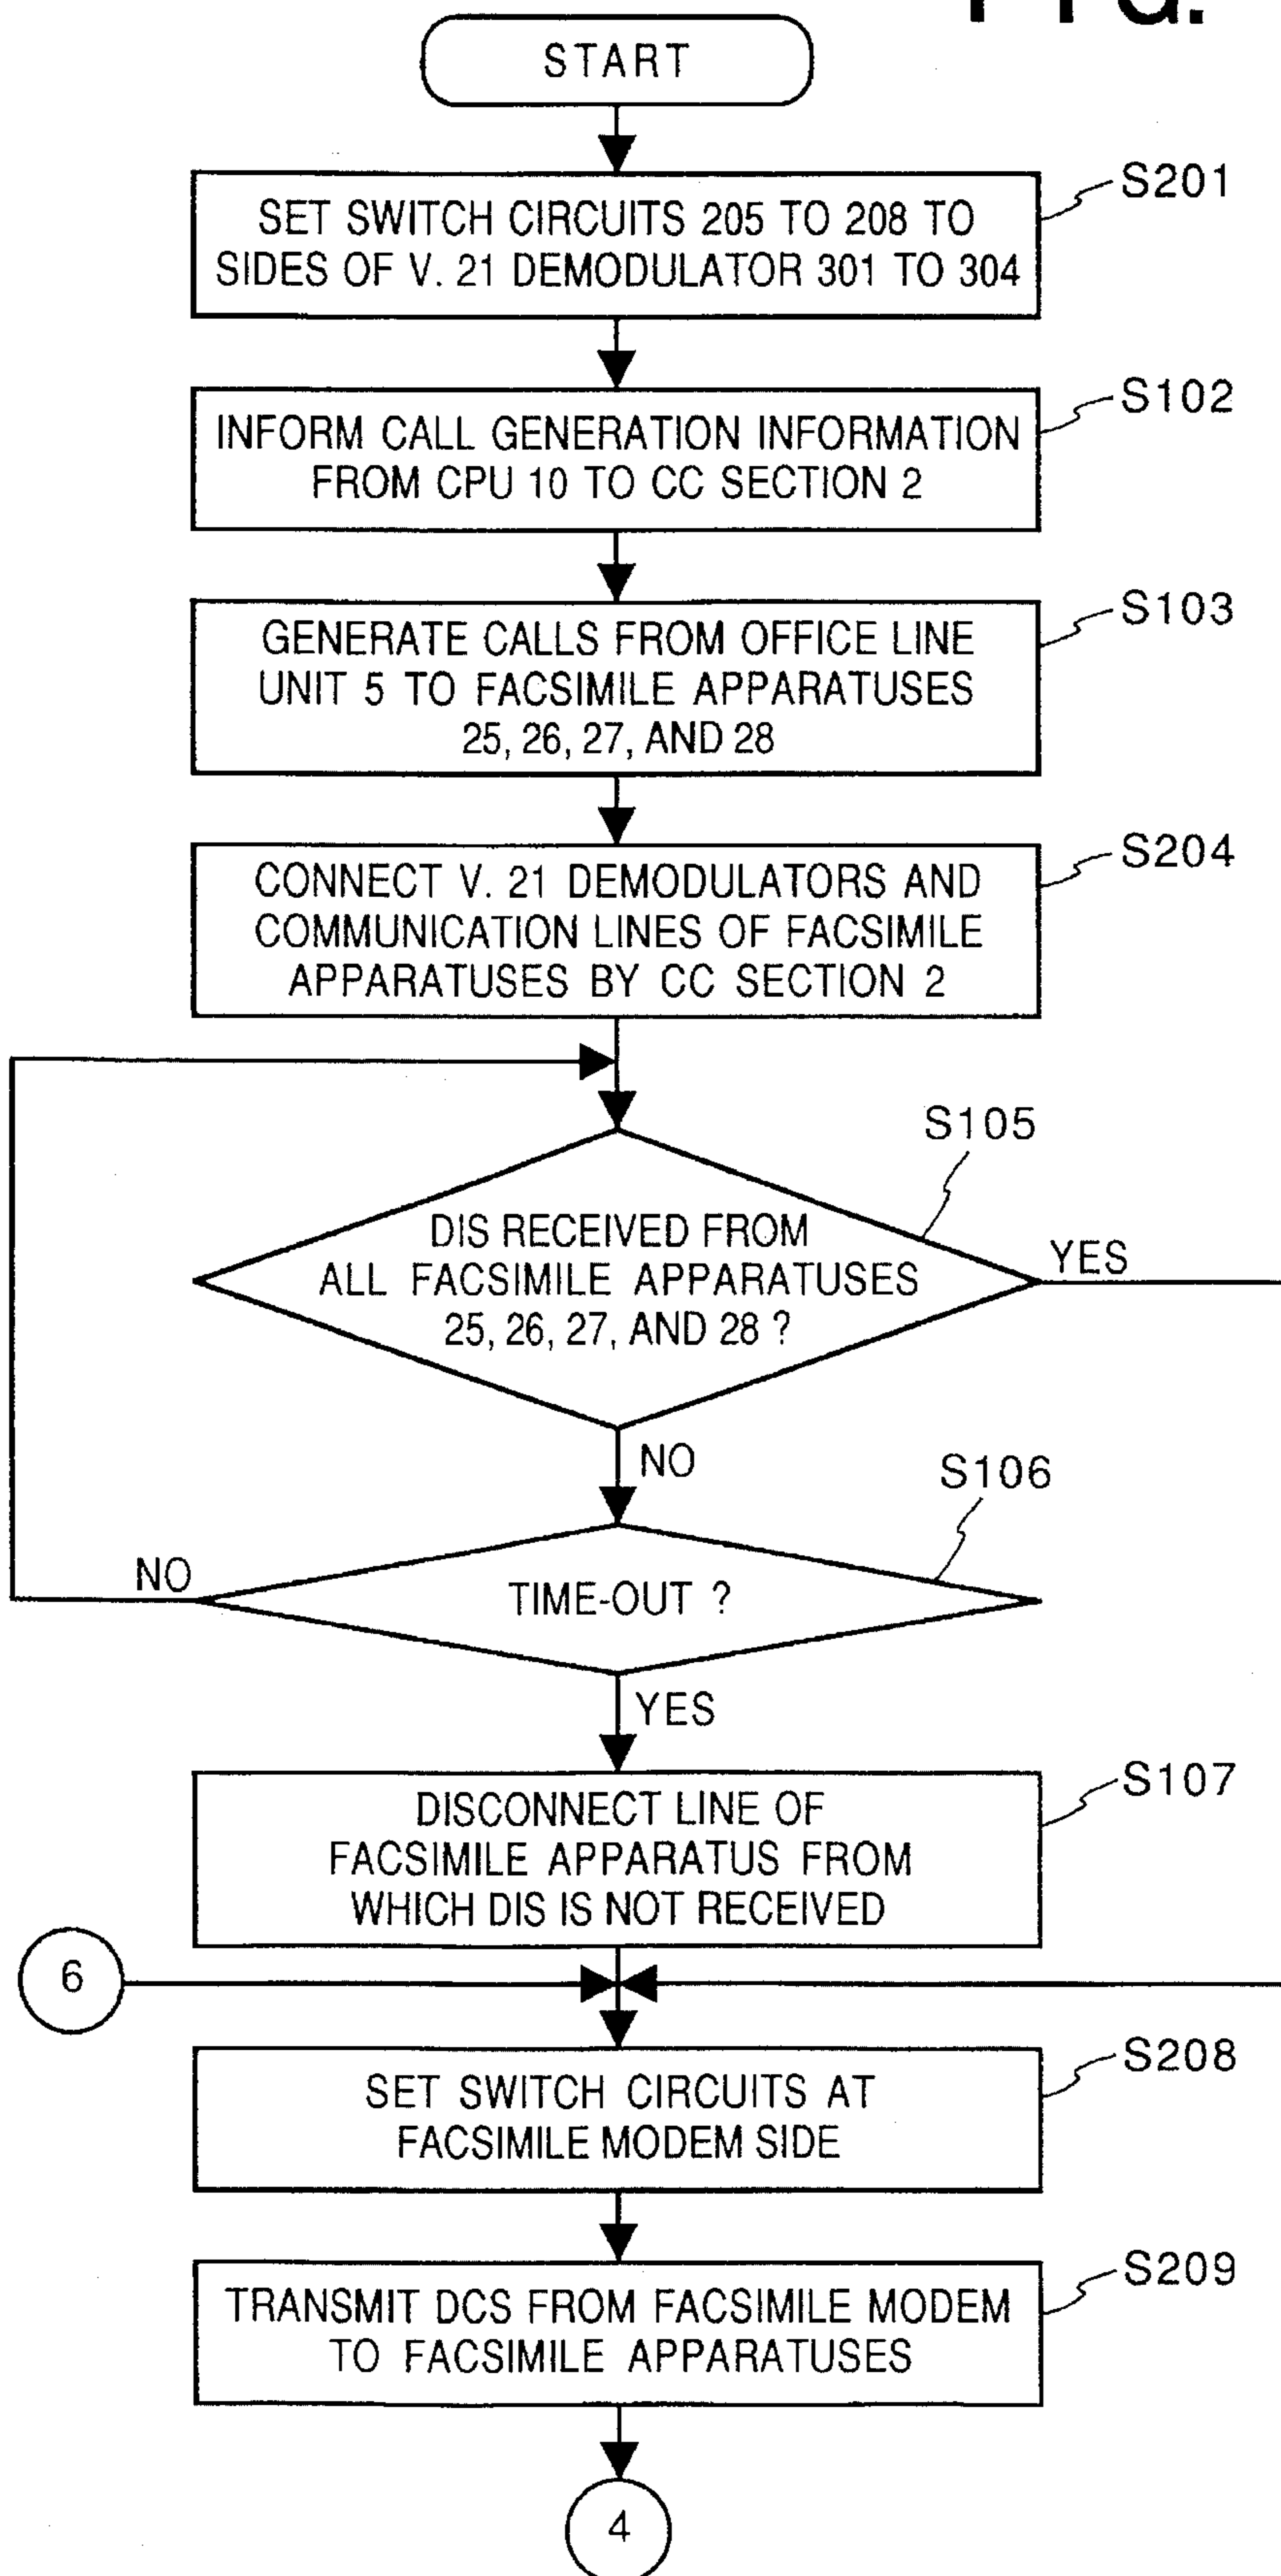 FIG.
START
S201
SET SWITCH CIRCUITS 205 TO 208 TO
SIDES OF V. 21 DEMODULATOR 301 TO 304
S102
INFORM CALL GENERATION INFORMATION
FROM CPU 10 TO CC SECTION 2
S103
GENERATE CALLS FROM OFFICE LINE
UNIT 5 TO FACSIMILE APPARATUSES
25, 26, 27, AND 28
S204
CONNECT V. 21 DEMODULATORS AND
COMMUNICATION LINES OF FACSIMILE
APPARATUSES BY CC SECTION 2
S105
DIS RECEIVED FROM
ALL FACSIMILE APPARATUSES
25, 26, 27, AND 28 ?
YES
NO
S106
TIME-OUT ?
NO
YES
S107
DISCONNECT LINE OF
FACSIMILE APPARATUS FROM
WHICH DIS IS NOT RECEIVED
6
S208
SET SWITCH CIRCUITS AT
FACSIMILE MODEM SIDE
S209
TRANSMIT DCS FROM FACSIMILE MODEM
TO FACSIMILE APPARATUSES
4